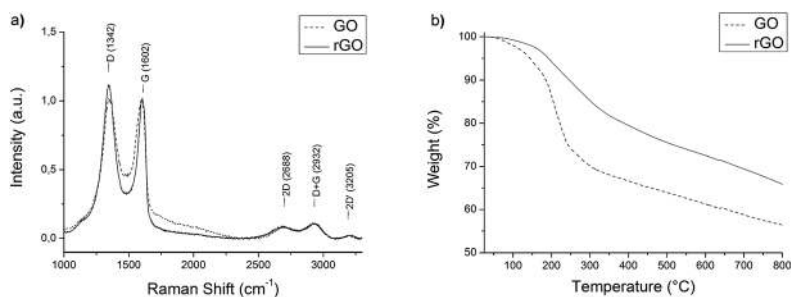 a)
GO
rGO
D (1342)
G (1602)
2D (2688)
D+G (2932)
2D' (3205)
1,5
1,0
0,5
0,0
1000 1500 2000 2500 3000
Intensity (a.u.)
Raman Shift (cm⁻¹)
b)
GO
rGO
100
90
80
70
60
50
100 200 300 400 500 600 700 800
Weight (%)
Temperature (°C)